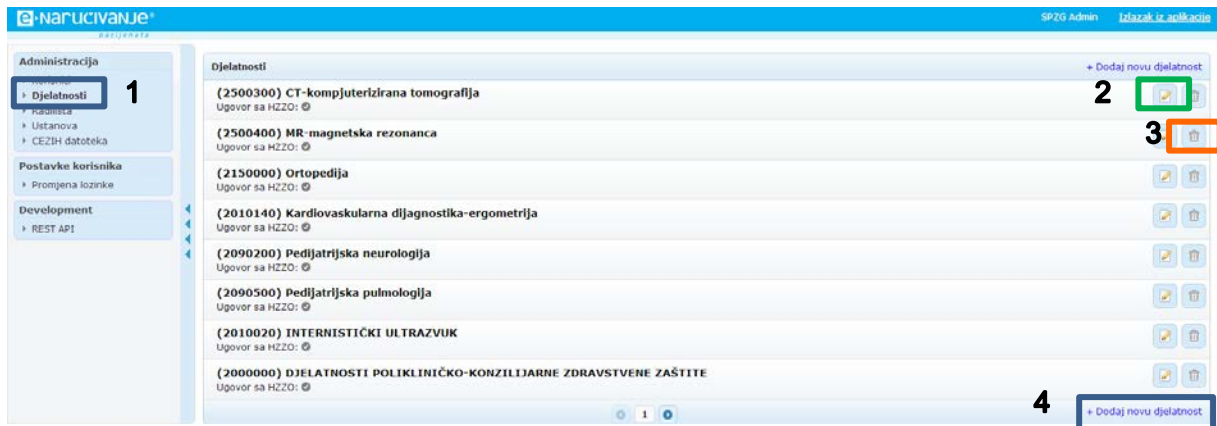 e-Naručivanje®
pacijenata
SPZG Admin
Izlazak iz aplikacije
Administracija
Djelatnosti
1
Radilišta
Ustanova
CEZIH datoteka
Postavke korisnika
Promjena lozinke
Development
REST API
Djelatnosti
+ Dodaj novu djelatnost
(2500300) CT-kompjuterizirana tomografija
Ugovor sa HZZO:
2
(2500400) MR-magnetska rezonanca
Ugovor sa HZZO:
3
(2150000) Ortopedija
Ugovor sa HZZO:
(2010140) Kardiovaskularna dijagnostika-ergometrija
Ugovor sa HZZO:
(2090200) Pedijatrijska neurologija
Ugovor sa HZZO:
(2090500) Pedijatrijska pulmologija
Ugovor sa HZZO:
(2010020) INTERNISTIČKI ULTRAZVUK
Ugovor sa HZZO:
(2000000) DJELATNOSTI POLIKLINIČKO-KONZILIJARNE ZDRAVSTVENE ZAŠTITE
Ugovor sa HZZO:
1
4
+ Dodaj novu djelatnost